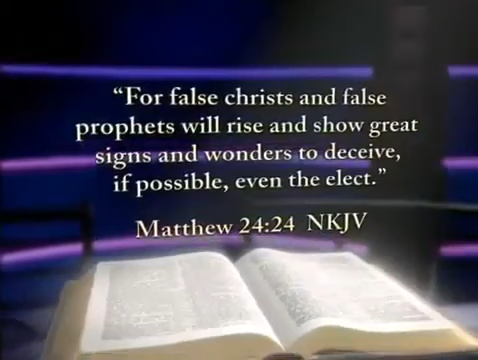 “For false christs and false
prophets will rise and show great
signs and wonders to deceive,
if possible, even the elect.”
Matthew 24:24 NKJV